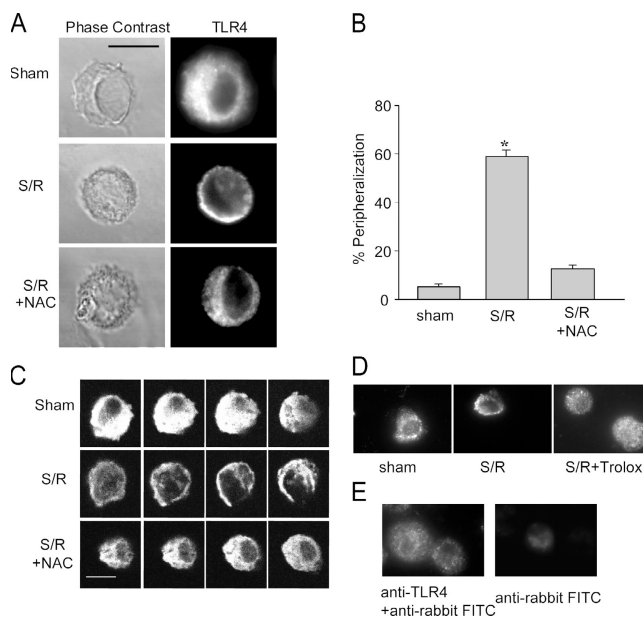 A
Phase Contrast
TLR4
Sham
S/R
S/R
+NAC
B
% Peripheralization
80
60
40
20
0
*
sham
S/R
S/R
+NAC
C
Sham
S/R
S/R
+NAC
D
sham
S/R
S/R+Trolox
E
anti-TLR4
+anti-rabbit FITC
anti-rabbit FITC